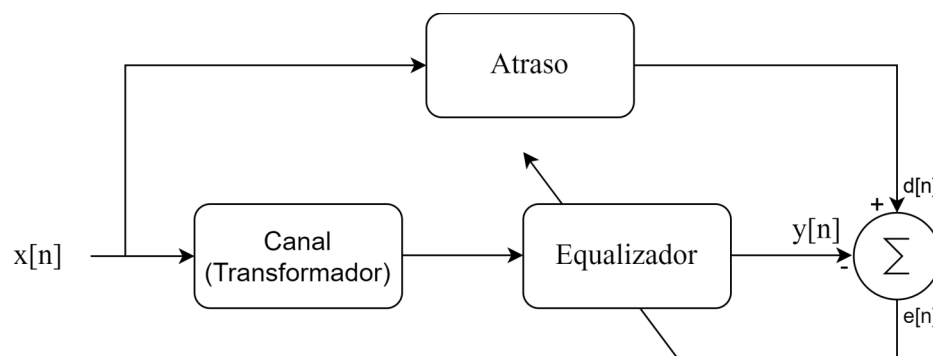 Atraso
d[n]
+
x[n]
Canal
(Transformador)
Equalizador
y[n]
-
Σ
e[n]